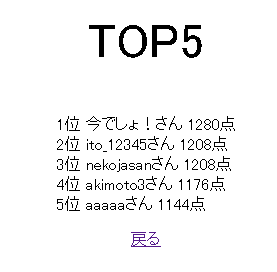 TOP5
1位 今でしょ！さん 1280点
2位 ito_12345さん 1208点
3位 nekojasanさん 1208点
4位 akimoto3さん 1176点
5位 aaaaaさん 1144点
戻る